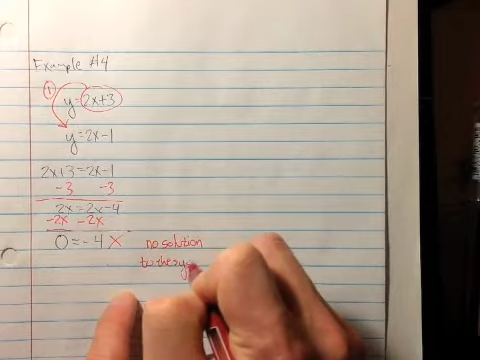 Example #4
①
y=2x+3
y=2x-1
2x+3=2x-1
-3 -3
2x=2x-4
-2x -2x
0=-4 X
no solution
to the sy